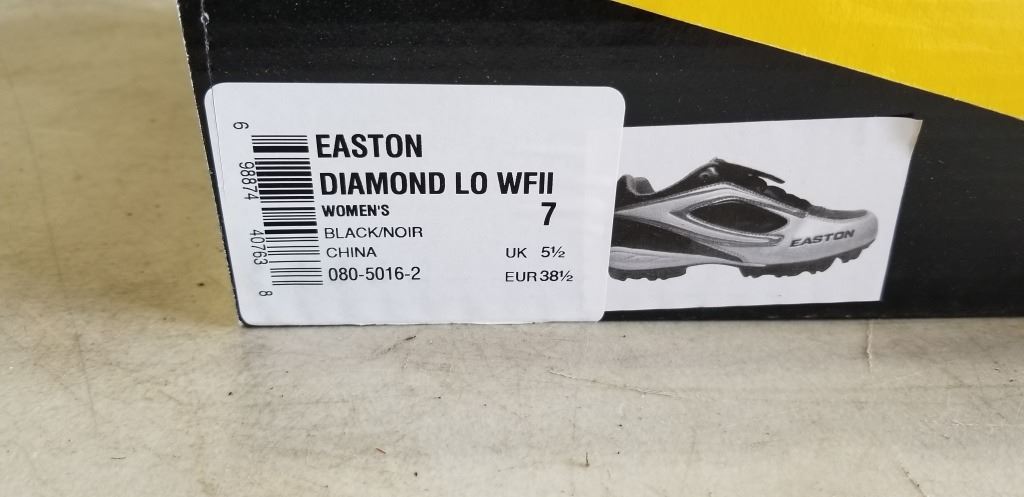 EASTON
DIAMOND LO WFII
WOMEN'S 7
BLACK/NOIR
CHINA UK 5½
080-5016-2 EUR 38½
6 98874 40763 8
EASTON